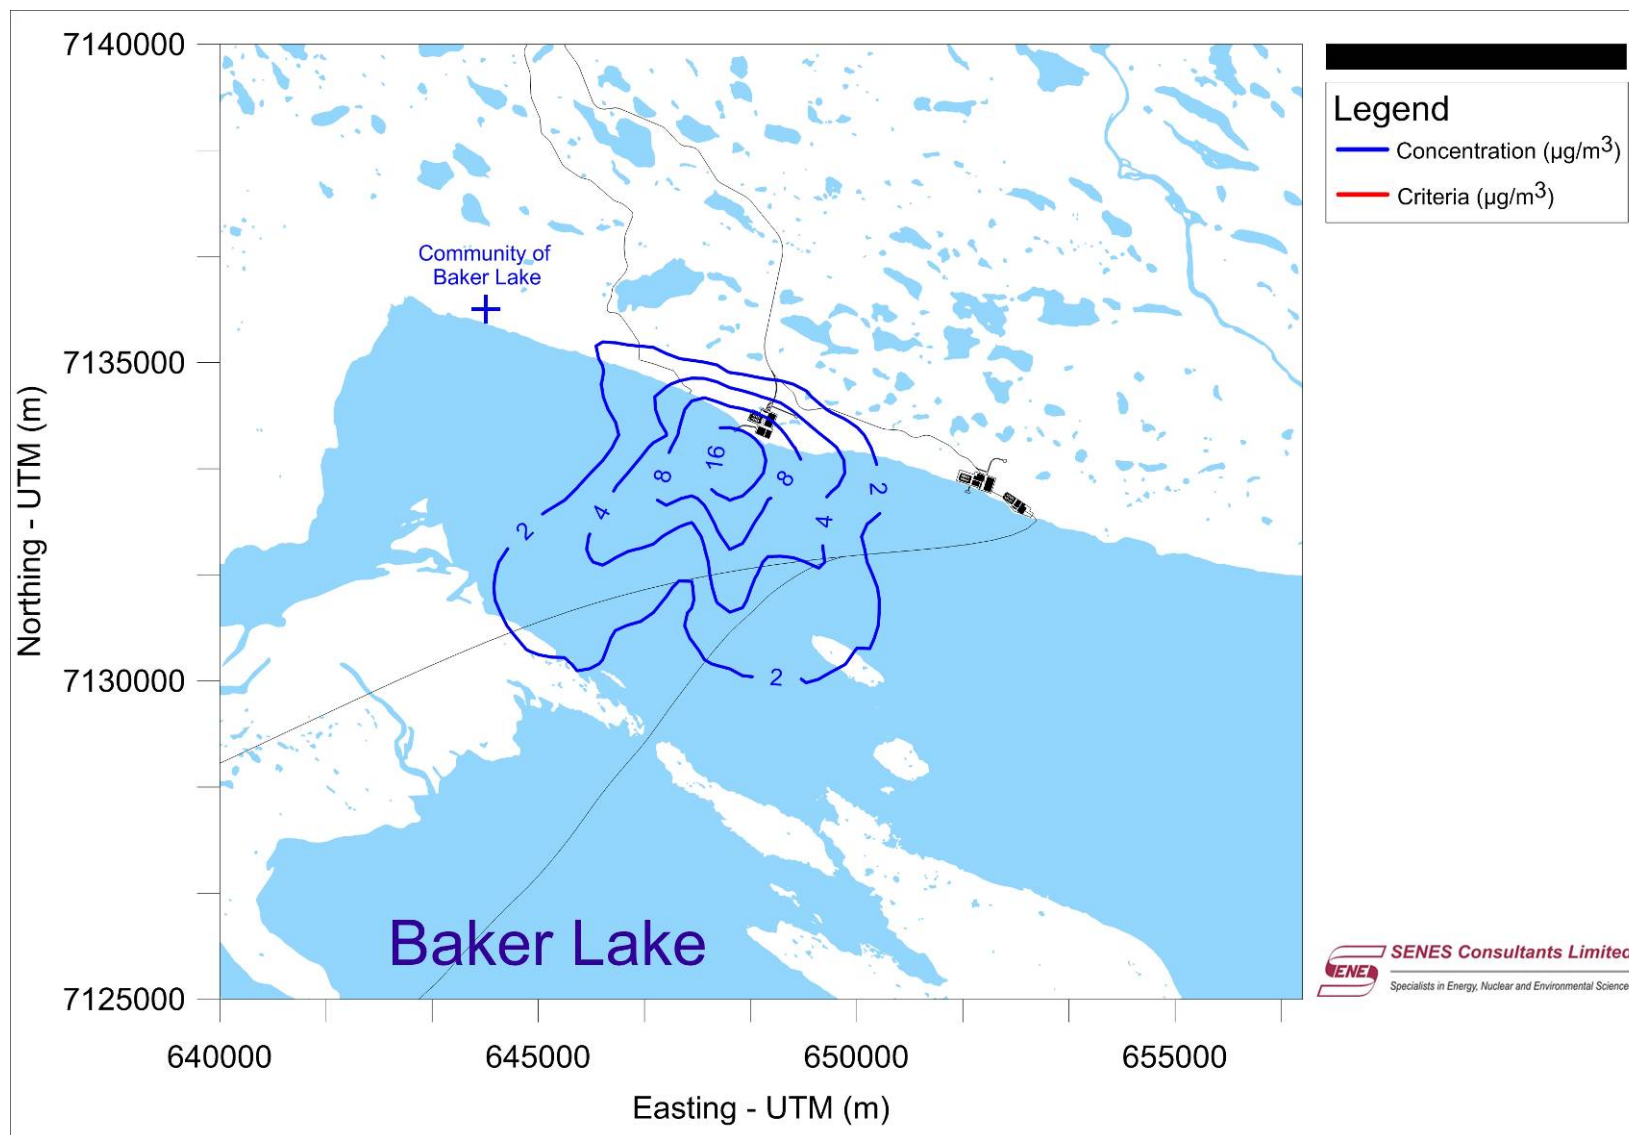 7140000
7135000
7130000
7125000
Northing - UTM (m)
640000
645000
650000
655000
Easting - UTM (m)
Community of
Baker Lake
16
8
8
4
4
2
2
2
Baker Lake
Legend
Concentration (µg/m³)
Criteria (µg/m³)
SENES
SENES Consultants Limited
Specialists in Energy, Nuclear and Environmental Science